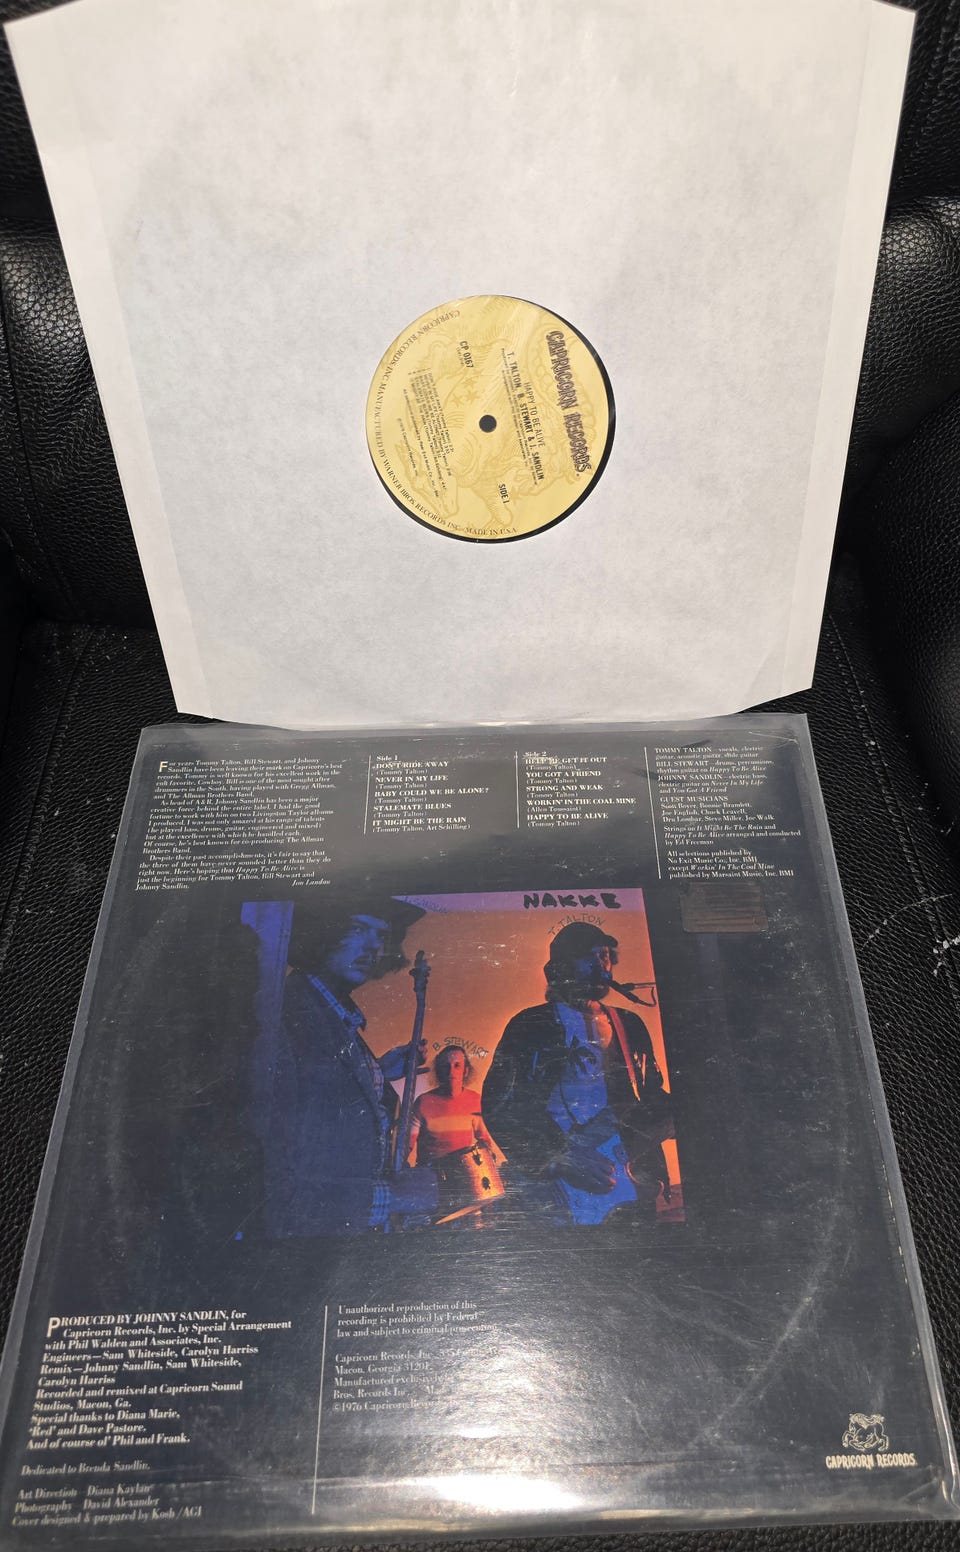 CAPRICORN RECORDS
HAPPY TO BE ALIVE
T. TALTON, B. STEWART & J. SANDLIN
CP 0167
SIDE 1
CAPRICORN RECORDS INC. MANUFACTURED BY WARNER BROS. RECORDS INC. MADE IN U.S.A.
For years Tommy Talton, Bill Stewart, and Johnny
Sandlin have been leaving their mark on Capricorn's best
records. Tommy is well known for his excellent work in the
cult favorite, Cowboy. Bill is one of the most sought after
drummers in the South, having played with Gregg Allman,
and The Allman Brothers Band.
As head of A&R, Johnny Sandlin has been a major
creative force behind the entire label. I had the good
fortune to work with him on two Livingston Taylor albums
I produced. I was not only amazed at his range of talents
(he played bass, drums, guitar, engineered and mixed)
but at the excellence with which he handled each.
Of course, he's best known for co-producing The Allman
Brothers Band.
Despite their past accomplishments, it's fair to say that
the three of them have never sounded better than they do
right now. Here's hoping that Happy To Be Alive is
just the beginning for Tommy Talton, Bill Stewart and
Johnny Sandlin.
Jon Landau
Side 1
DON'T RIDE AWAY
(Tommy Talton)
NEVER IN MY LIFE
(Tommy Talton)
BABY COULD WE BE ALONE?
(Tommy Talton)
STALEMATE BLUES
(Tommy Talton)
IT MIGHT BE THE RAIN
(Tommy Talton, Art Schilling)
Side 2
HELP ME GET IT OUT
(Tommy Talton)
YOU GOT A FRIEND
(Tommy Talton)
STRONG AND WEAK
(Tommy Talton)
WORKIN' IN THE COAL MINE
(Allen Toussaint)
HAPPY TO BE ALIVE
(Tommy Talton)
TOMMY TALTON—vocals, electric
guitar, acoustic guitar, slide guitar
BILL STEWART—drums, percussions,
rhythm guitar on Happy To Be Alive
JOHNNY SANDLIN—electric bass,
electric guitar on Never In My Life
and You Got A Friend
GUEST MUSICIANS
Scott Boyer, Bonnie Bramlett,
Joe English, Chuck Leavell,
Donn Lumbar, Steve Miller, Joe Walk
Strings on It Might Be The Rain and
Happy To Be Alive arranged and conducted
by Ed Freeman
All selections published by
No Exit Music Co., Inc. BMI
except Workin' In The Coal Mine
published by Marsaint Music, Inc. BMI
J. SANDLIN
NAKKE
T. TALTON
B. STEWART
PRODUCED BY JOHNNY SANDLIN, for
Capricorn Records, Inc. by Special Arrangement
with Phil Walden and Associates, Inc.
Engineers—Sam Whiteside, Carolyn Harriss
Remix—Johnny Sandlin, Sam Whiteside,
Carolyn Harriss
Recorded and remixed at Capricorn Sound
Studios, Macon, Ga.
Special thanks to Diana Marie,
'Red' and Dave Pastore.
And of course of' Phil and Frank.
Dedicated to Brenda Sandlin.
Art Direction Diana Kaylan
Photography David Alexander
Cover designed & prepared by Kosh/AGI
Unauthorized reproduction of this
recording is prohibited by Federal
law and subject to criminal prosecution.
Capricorn Records, Inc.
Macon, Georgia 31201
Manufactured exclusively
Bros. Records Inc.
©1976 Capricorn Records
CAPRICORN RECORDS